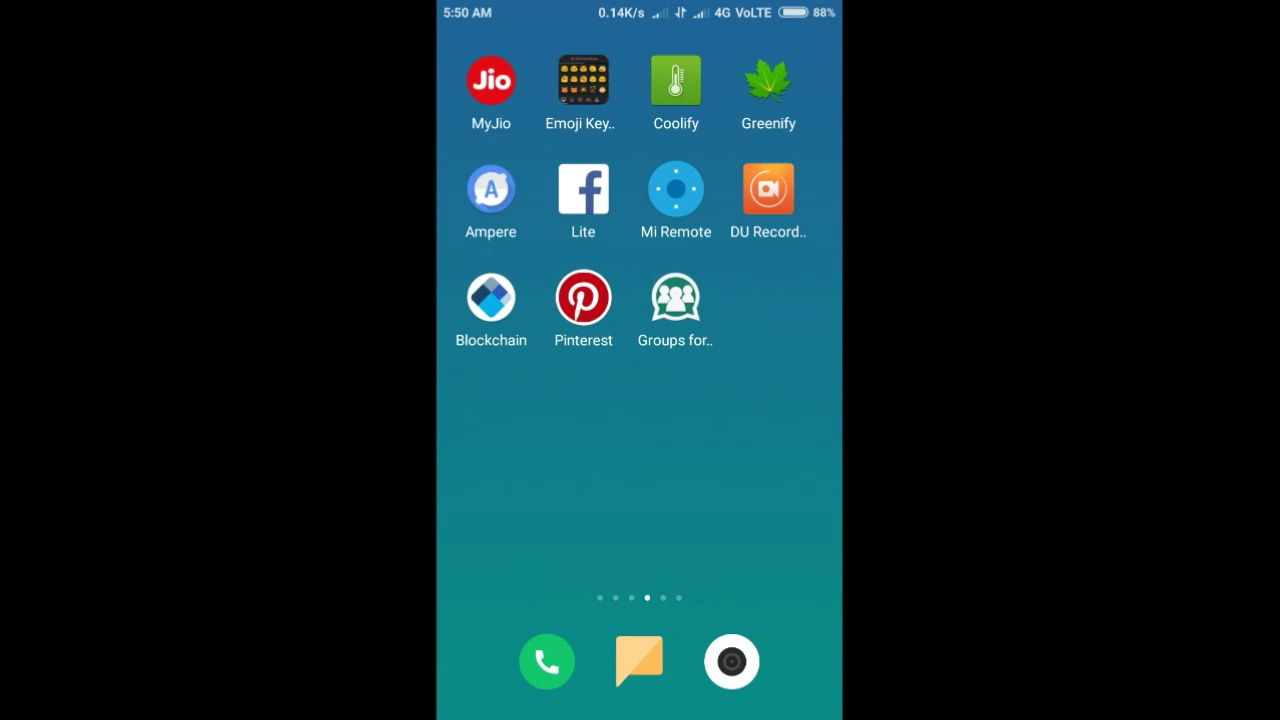 5:50 AM 0.14K/s 4G VoLTE 88%
Jio
MyJio Emoji Key.. Coolify Greenify
A
Ampere Lite Mi Remote DU Record..
Blockchain Pinterest Groups for..